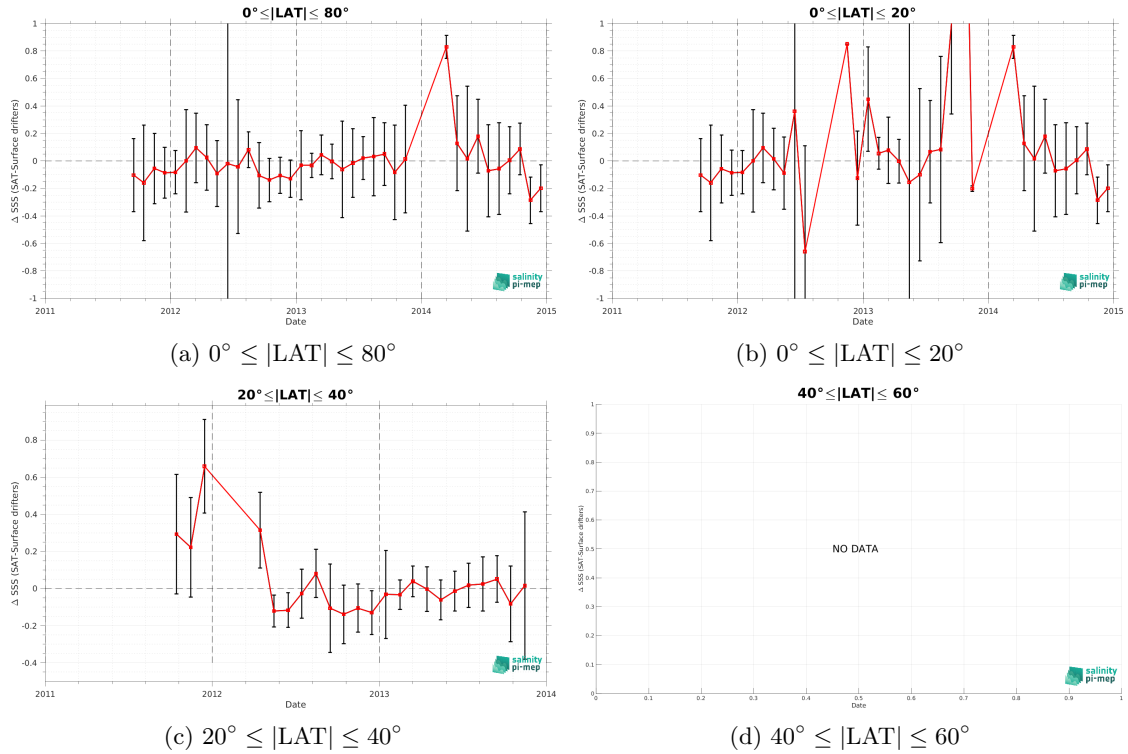 0°≤|LAT|≤ 80°
Δ SSS (SAT-Surface drifters)
1
0.8
0.6
0.4
0.2
0
-0.2
-0.4
-0.6
-0.8
-1
2011 2012 2013 2014 2015
Date
salinity
pi-mep
(a) 0° ≤ |LAT| ≤ 80°
0°≤|LAT|≤ 20°
Δ SSS (SAT-Surface drifters)
1
0.8
0.6
0.4
0.2
0
-0.2
-0.4
-0.6
-0.8
-1
2011 2012 2013 2014 2015
Date
salinity
pi-mep
(b) 0° ≤ |LAT| ≤ 20°
20°≤|LAT|≤ 40°
Δ SSS (SAT-Surface drifters)
0.8
0.6
0.4
0.2
0
-0.2
-0.4
2011 2012 2013 2014
Date
salinity
pi-mep
(c) 20° ≤ |LAT| ≤ 40°
40°≤|LAT|≤ 60°
Δ SSS (SAT-Surface drifters)
1
0.9
0.8
0.7
0.6
0.5
0.4
0.3
0.2
0.1
0
NO DATA
0 0.1 0.2 0.3 0.4 0.5 0.6 0.7 0.8 0.9 1
Date
salinity
pi-mep
(d) 40° ≤ |LAT| ≤ 60°